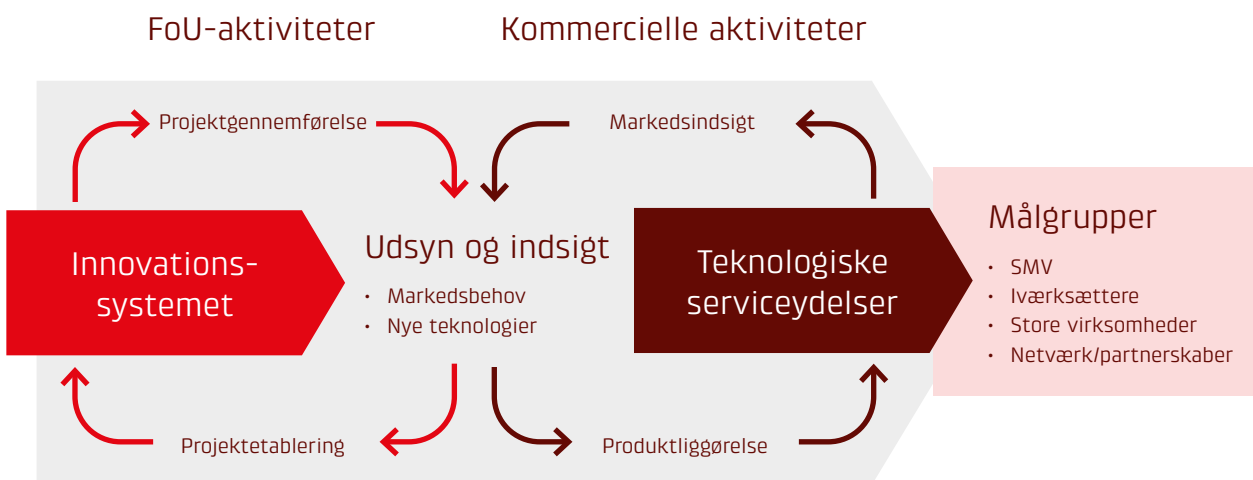 FoU-aktiviteter
Kommercielle aktiviteter
Projektgennemførelse
Markedsindsigt
Innovations-
systemet
Udsyn og indsigt
• Markedsbehov
• Nye teknologier
Teknologiske
serviceydelser
Målgrupper
• SMV
• Iværksættere
• Store virksomheder
• Netværk/partnerskaber
Projektetablering
Produktliggørelse